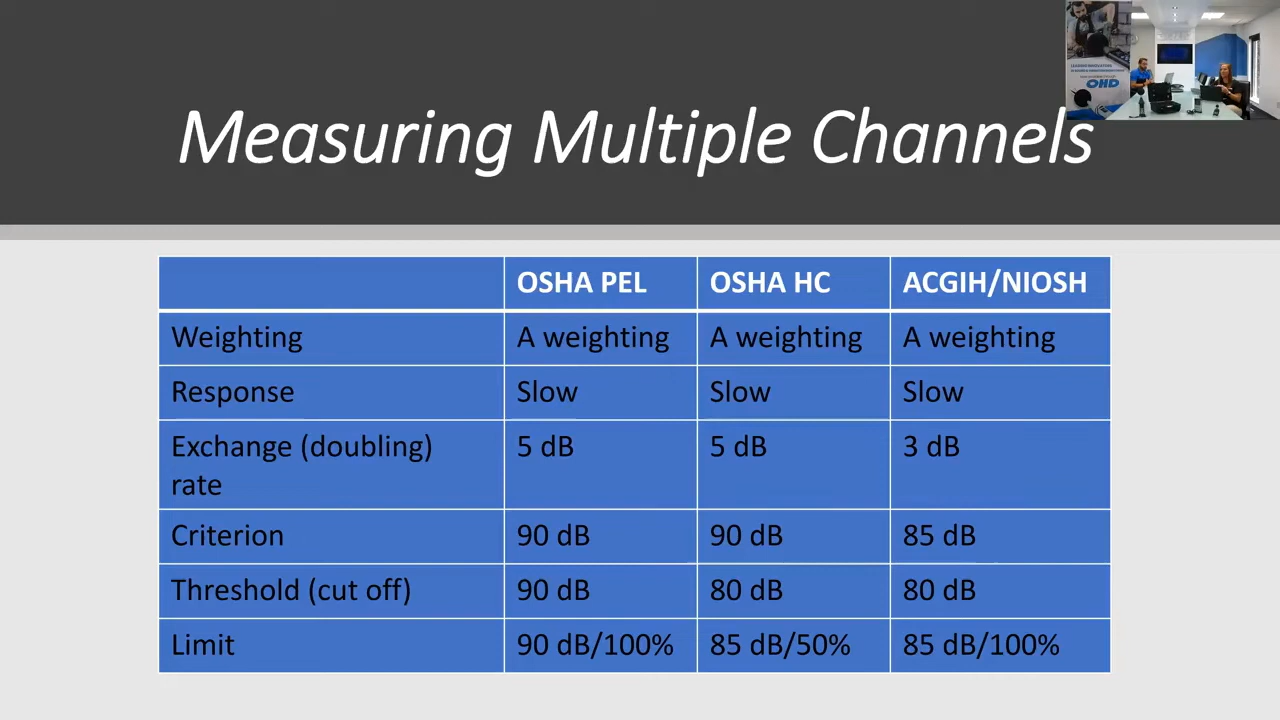 Measuring Multiple Channels
OHD
OSHA PEL OSHA HC ACGIH/NIOSH
Weighting A weighting A weighting A weighting
Response Slow Slow Slow
Exchange (doubling) 5 dB 5 dB 3 dB
rate
Criterion 90 dB 90 dB 85 dB
Threshold (cut off) 90 dB 80 dB 80 dB
Limit 90 dB/100% 85 dB/50% 85 dB/100%